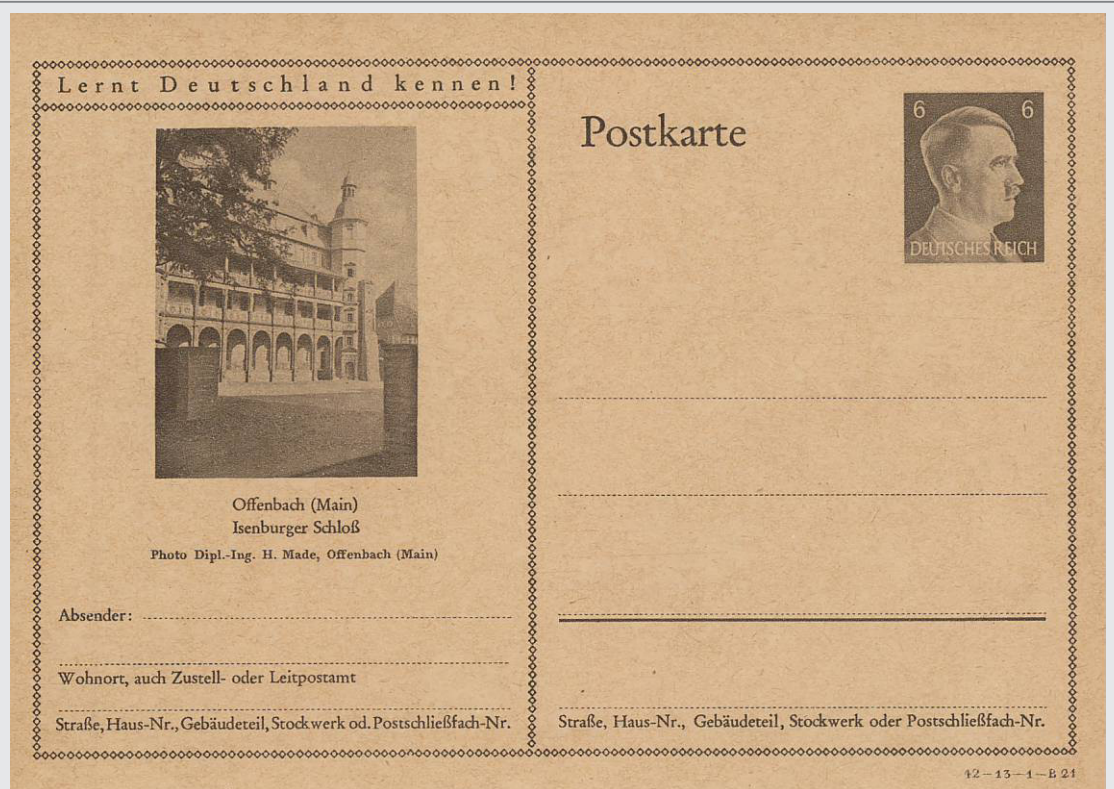 Lernt Deutschland kennen!
Offenbach (Main)
Isenburger Schloß
Photo Dipl.-Ing. H. Made, Offenbach (Main)
Absender:
Wohnort, auch Zustell- oder Leitpostamt
Straße, Haus-Nr., Gebäudeteil, Stockwerk od. Postschließfach-Nr.
Postkarte
6 6
DEUTSCHES REICH
Straße, Haus-Nr., Gebäudeteil, Stockwerk oder Postschließfach-Nr.
42-13-1-B 21